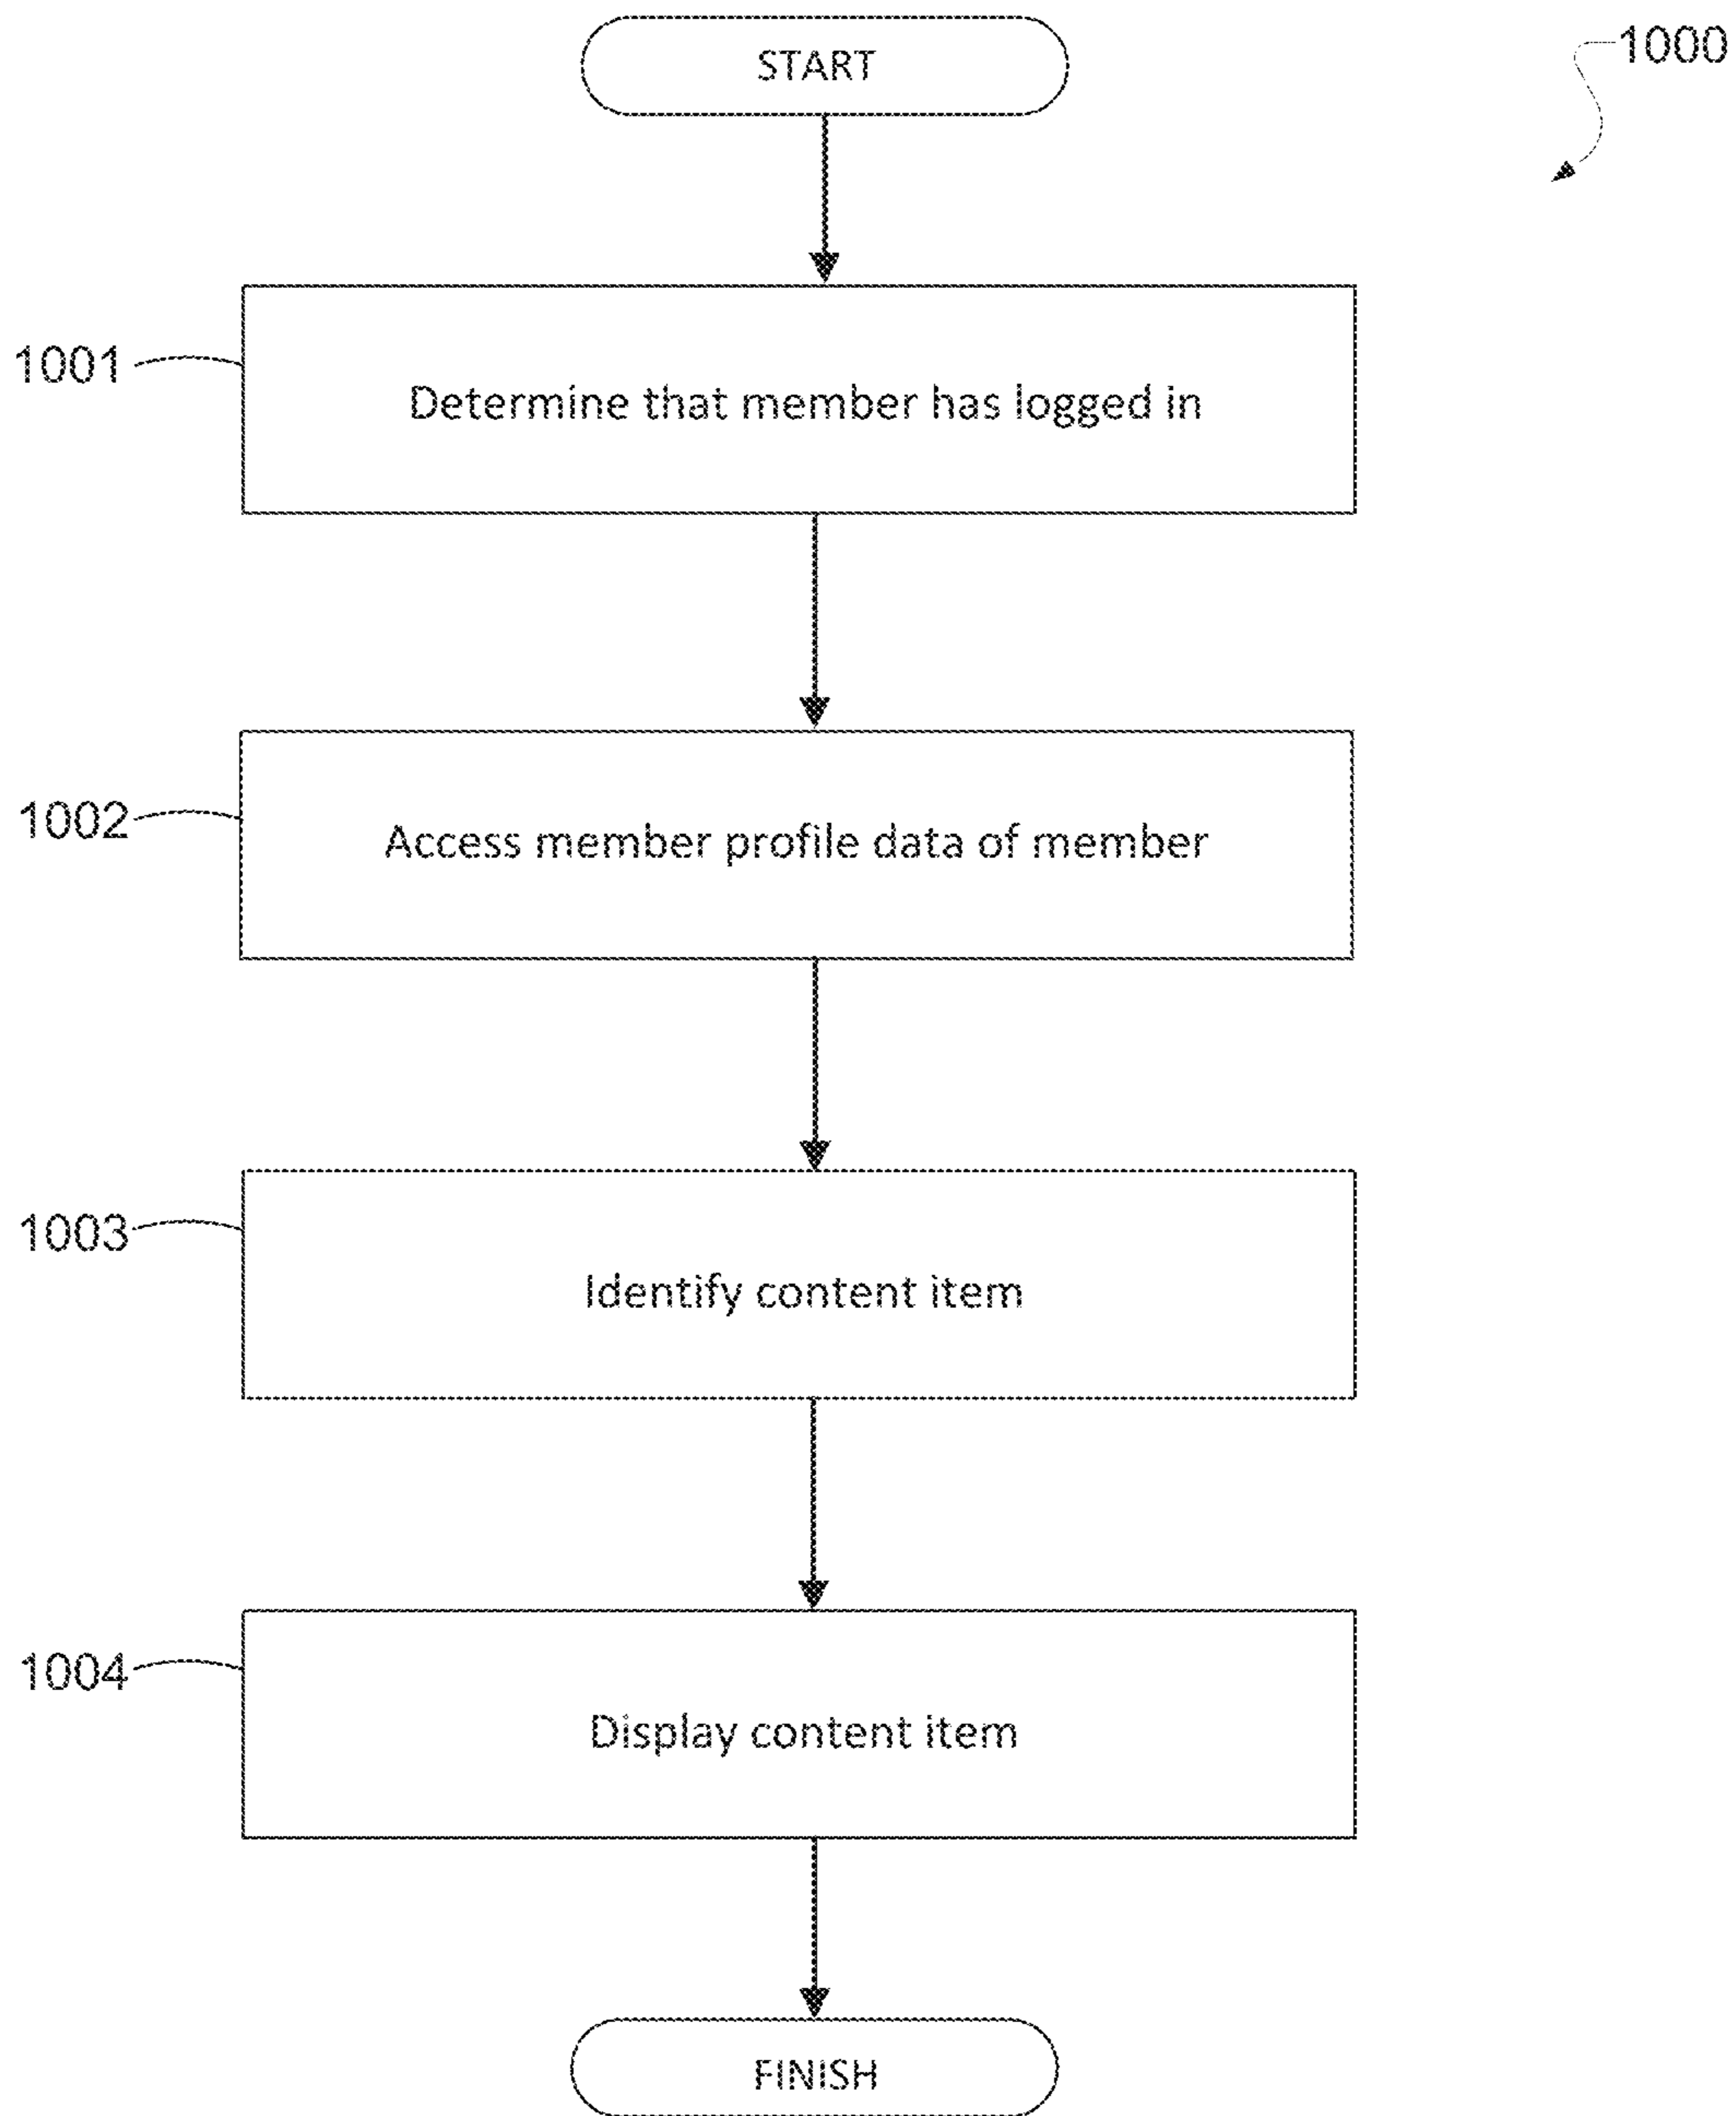 START
1000
1001
Determine that member has logged in
1002
Access member profile data of member
1003
Identify content item
1004
Display content item
FINISH